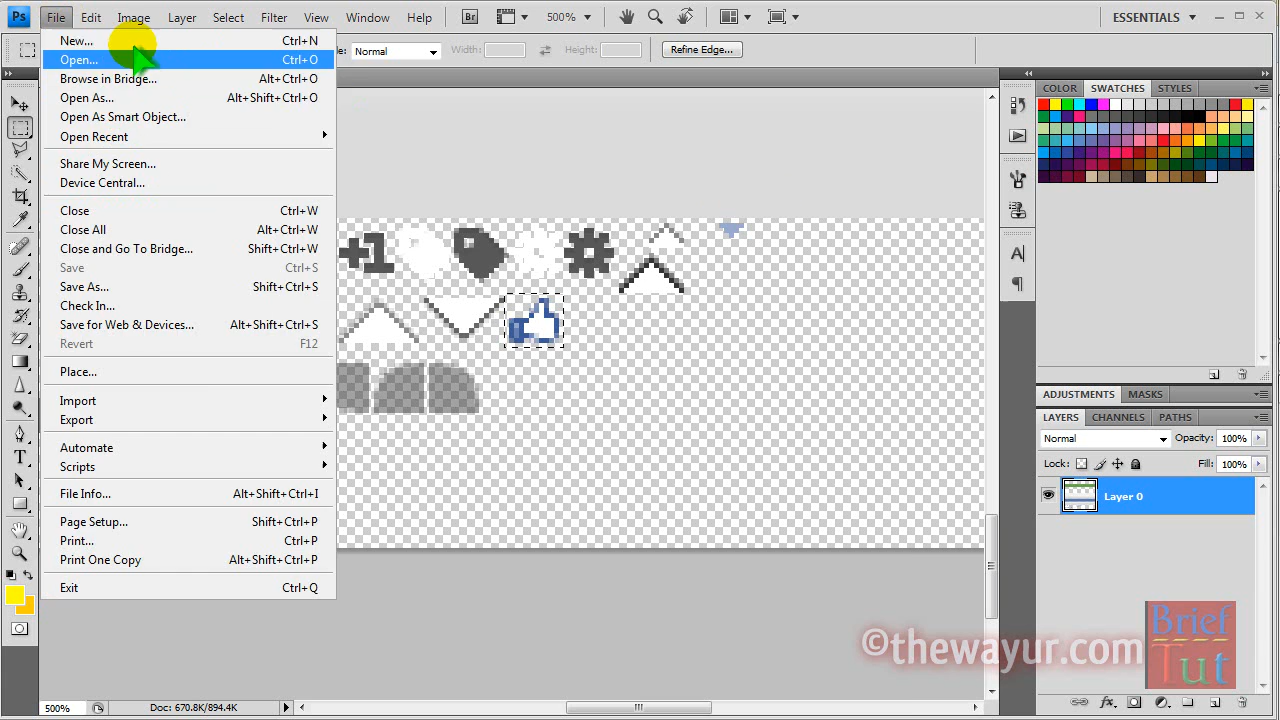 Ps File Edit Image Layer Select Filter View Window Help Br 500% ESSENTIALS
Normal Width: Height: Refine Edge...
New... Ctrl+N
Open... Ctrl+O
Browse in Bridge... Alt+Ctrl+O
Open As... Alt+Shift+Ctrl+O
Open As Smart Object...
Open Recent
Share My Screen...
Device Central...
Close Ctrl+W
Close All Alt+Ctrl+W
Close and Go To Bridge... Shift+Ctrl+W
Save Ctrl+S
Save As... Shift+Ctrl+S
Check In...
Save for Web & Devices... Alt+Shift+Ctrl+S
Revert F12
Place...
Import
Export
Automate
Scripts
File Info... Alt+Shift+Ctrl+I
Page Setup... Shift+Ctrl+P
Print... Ctrl+P
Print One Copy Alt+Shift+Ctrl+P
Exit Ctrl+Q
+1
COLOR SWATCHES STYLES
A
T
ADJUSTMENTS MASKS
LAYERS CHANNELS PATHS
Normal Opacity: 100%
Lock: Fill: 100%
Layer 0
fx
©thewayur.com
Brief
Tut
500% Doc: 670.8K/894.4K